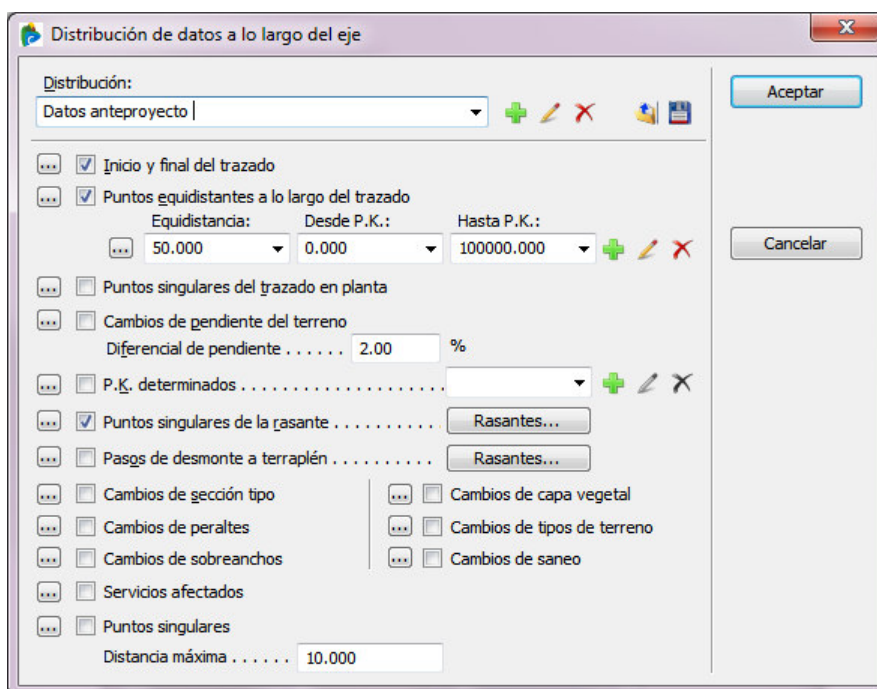 Distribución de datos a lo largo del eje
Distribución:
Datos anteproyecto
Aceptar
Inicio y final del trazado
Puntos equidistantes a lo largo del trazado
Equidistancia: Desde P.K.: Hasta P.K.:
... 50.000 0.000 100000.000
Cancelar
... Puntos singulares del trazado en planta
... Cambios de pendiente del terreno
Diferencial de pendiente . . . . . . 2.00 %
... P.K. determinados . . . . . . . . . . . . . . . . . . . .
... Puntos singulares de la rasante . . . . . . . . . . Rasantes...
... Pasos de desmonte a terraplén . . . . . . . . . . Rasantes...
... Cambios de sección tipo ... Cambios de capa vegetal
... Cambios de peraltes ... Cambios de tipos de terreno
... Cambios de sobreanchos ... Cambios de saneo
... Servicios afectados
... Puntos singulares
Distancia máxima . . . . . . 10.000